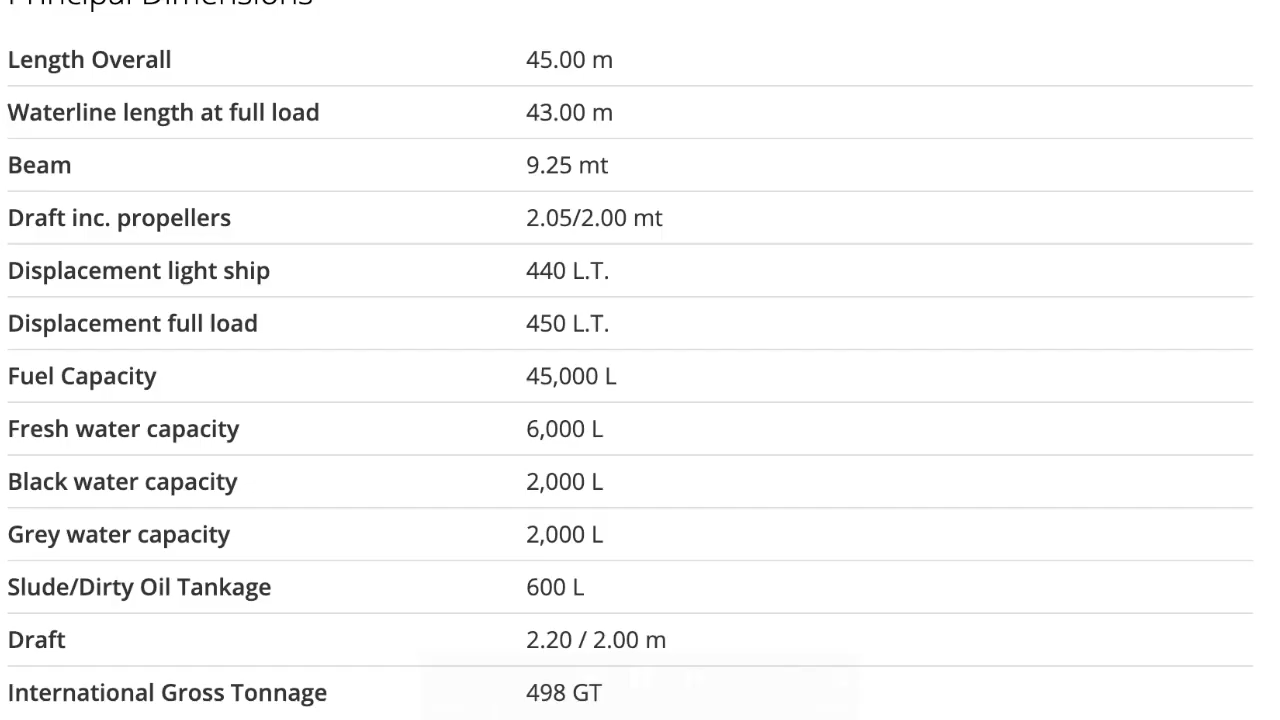 Principal Dimensions
Length Overall 45.00 m
Waterline length at full load 43.00 m
Beam 9.25 mt
Draft inc. propellers 2.05/2.00 mt
Displacement light ship 440 L.T.
Displacement full load 450 L.T.
Fuel Capacity 45,000 L
Fresh water capacity 6,000 L
Black water capacity 2,000 L
Grey water capacity 2,000 L
Slude/Dirty Oil Tankage 600 L
Draft 2.20 / 2.00 m
International Gross Tonnage 498 GT